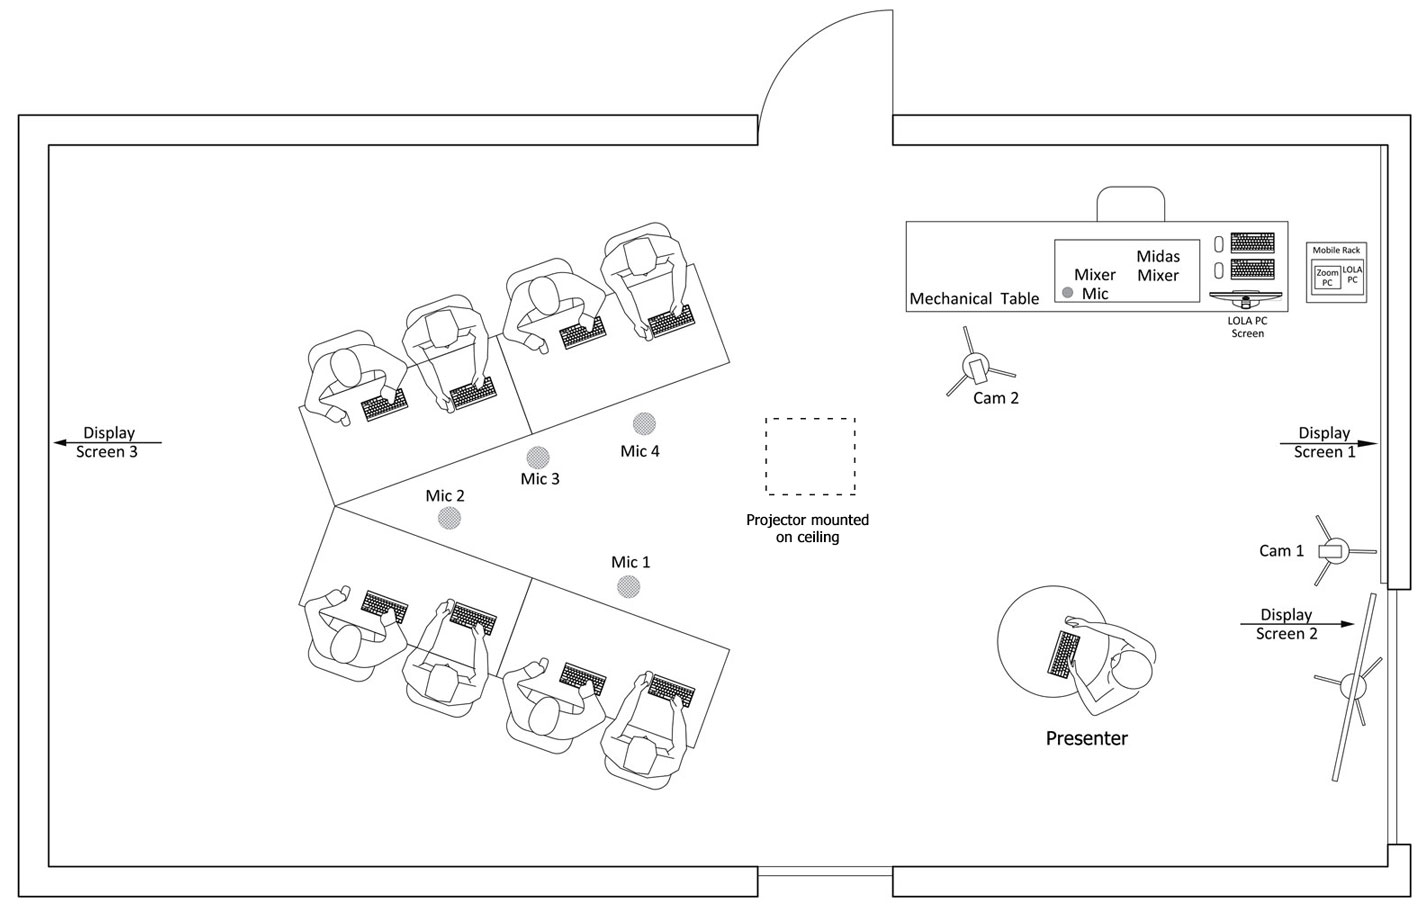 Midas
Mixer
Mixer
Mic
Mechanical Table
Mobile Rack
Zoom
PC
LOLA
PC
LOLA PC
Screen
Cam 2
Display
Screen 3
Mic 4
Mic 3
Mic 2
Display
Screen 1
Projector mounted
on ceiling
Mic 1
Cam 1
Display
Screen 2
Presenter